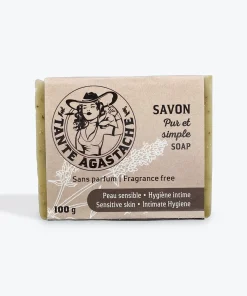 TANTE AGASTACHE
SAVON
Pur et
simple
SOAP
Sans parfum | Fragrance free
Peau sensible • Hygiène intime
Sensitive skin • Intimare Hygiene
100 g